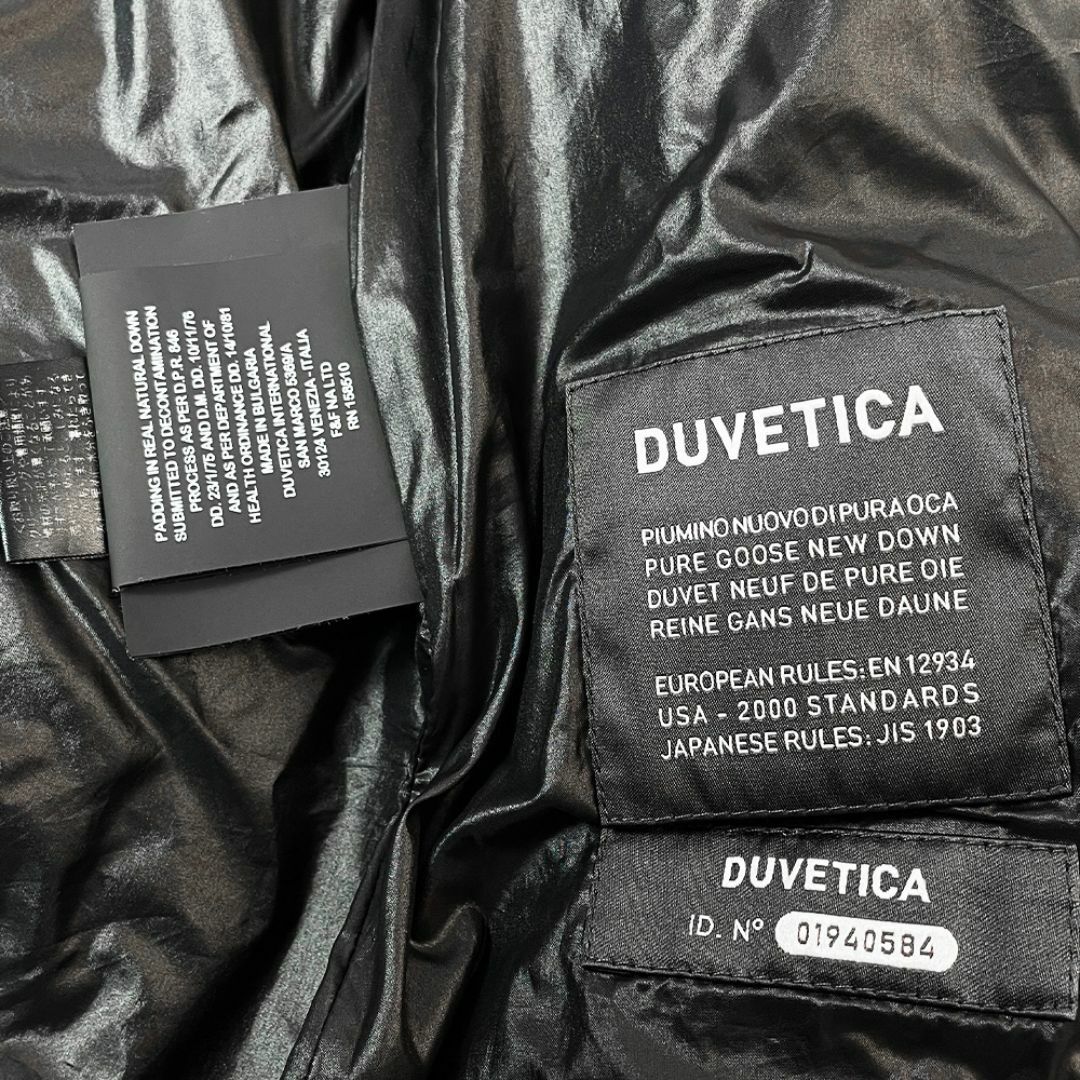 PADDING IN REAL NATURAL DOWN
SUBMITTED TO DECONTAMINATION
PROCESS AS PER D.P.R. 846
DD. 23/1/75 AND D.M. DD. 10/11/76
AND AS PER DEPARTMENT OF
HEALTH ORDINANCE DD. 14/10/81
MADE IN BULGARIA
DUVETICA INTERNATIONAL
SAN MARCO 5369/A
30124 VENEZIA - ITALIA
F&F NA LTD
RN 158510
DUVETICA
PIUMINO NUOVO DI PURA OCA
PURE GOOSE NEW DOWN
DUVET NEUF DE PURE OIE
REINE GANS NEUE DAUNE
EUROPEAN RULES: EN 12934
USA - 2000 STANDARDS
JAPANESE RULES: JIS 1903
DUVETICA
ID. Nº 01940584